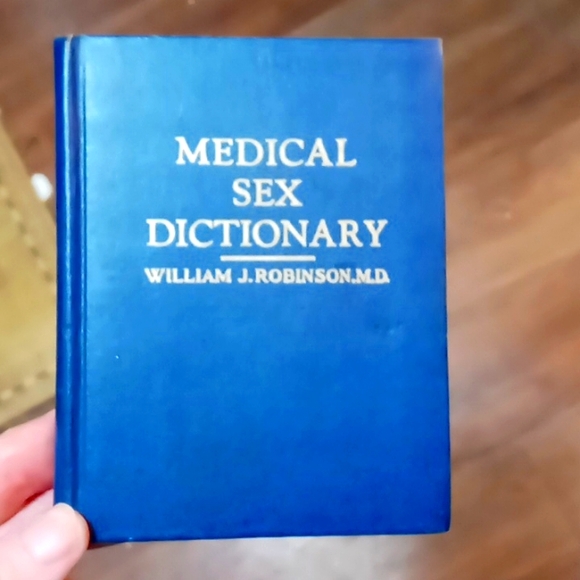 MEDICAL
SEX
DICTIONARY
WILLIAM J. ROBINSON, M.D.